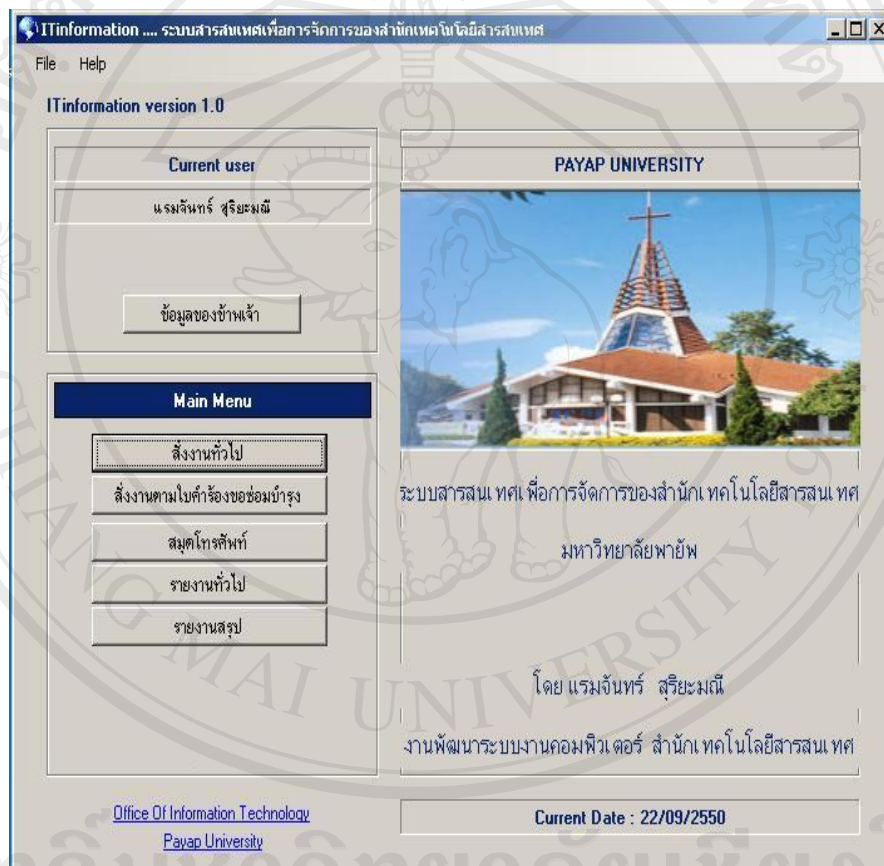 ITinformation .... ระบบสารสนเทศเพื่อการจัดการของสำนักเทคโนโลยีสารสนเทศ
File Help
ITinformation version 1.0
Current user
แรมจันทร์ สุริยะมณี
ข้อมูลของข้าพเจ้า
Main Menu
สั่งงานทั่วไป
สั่งงานตามใบคำร้องขอซ่อมบำรุง
สมุดโทรศัพท์
รายงานทั่วไป
รายงานสรุป
Office Of Information Technology
Payap University
PAYAP UNIVERSITY
ระบบสารสนเทศเพื่อการจัดการของสำนักเทคโนโลยีสารสนเทศ
มหาวิทยาลัยพายัพ
โดย แรมจันทร์ สุริยะมณี
งานพัฒนาระบบงานคอมพิวเตอร์ สำนักเทคโนโลยีสารสนเทศ
Current Date : 22/09/2550
CHIANG MAI UNIVERSITY